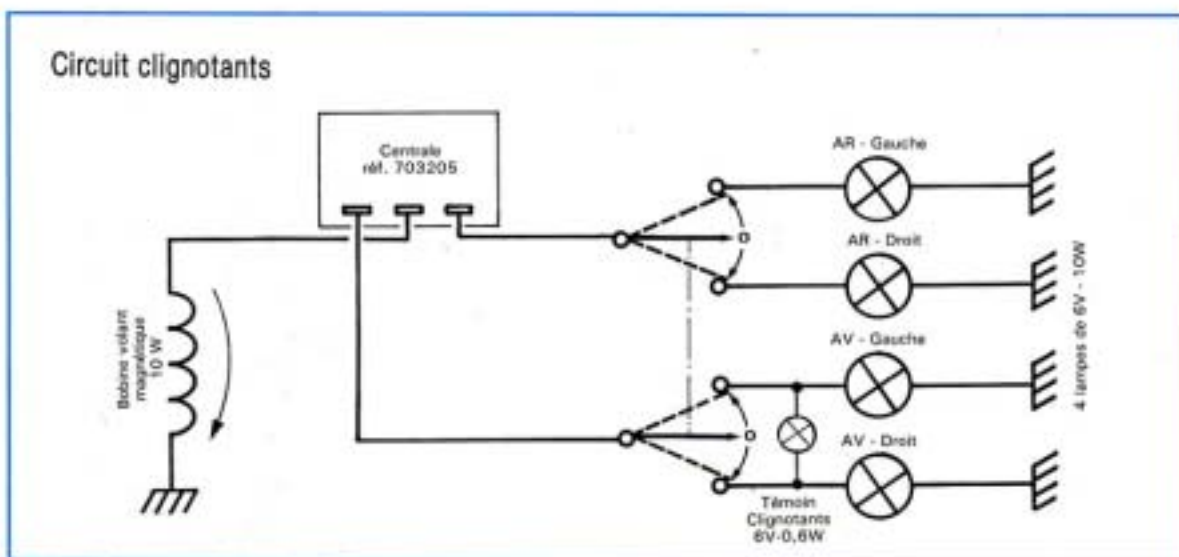 Circuit clignotants
Centrale
réf. 703205
AR - Gauche
AR - Droit
AV - Gauche
AV - Droit
Bobine volant
magnétique
10 W
Témoin
Clignotants
6V-0,6W
4 lampes de 6V - 10W
O
O